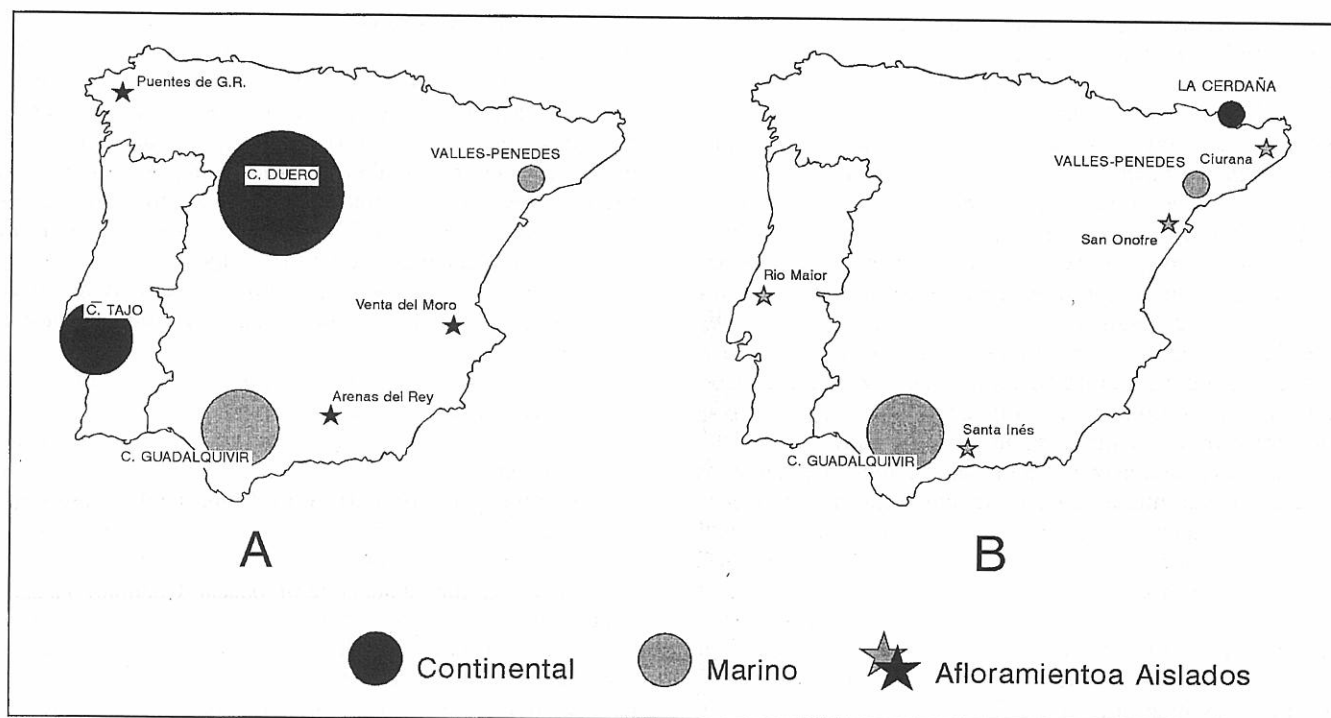 Puentes de G.R.
C. DUERO
VALLES-PENEDES
C. TAJO
Venta del Moro
Arenas del Rey
C. GUADALQUIVIR
A
LA CERDAÑA
VALLES-PENEDES
Ciurana
San Onofre
Rio Maior
Santa Inés
C. GUADALQUIVIR
B
Continental
Marino
Afloramientoa Aislados